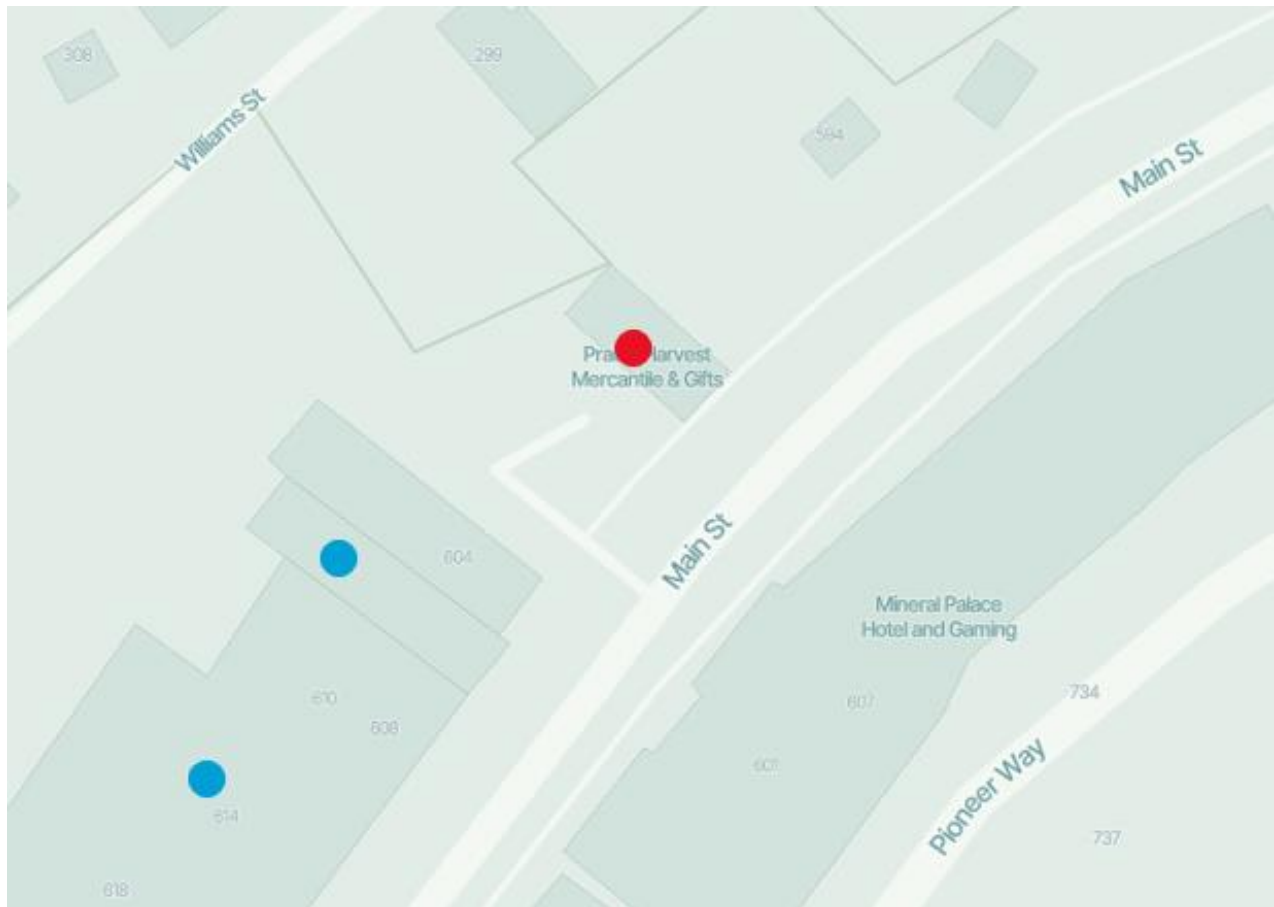 308
299
Williams St
594
Main St
Harvest
Mercantile & Gifts
Main St
604
Mineral Palace
Hotel and Gaming
734
610
607
608
Pioneer Way
614
737
618